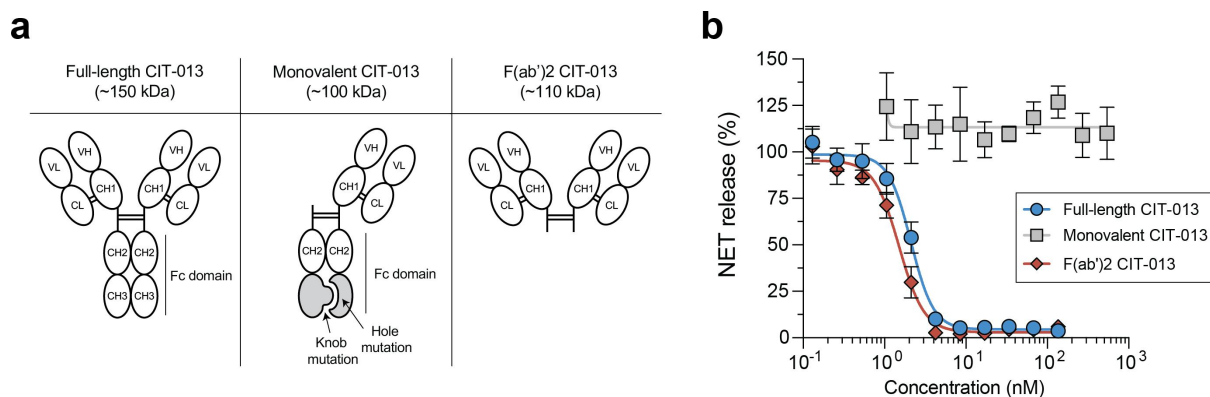 a
Full-length CIT-013
(~150 kDa)
Monovalent CIT-013
(~100 kDa)
F(ab')2 CIT-013
(~110 kDa)
VH
VH
VL
VL
CH1
CH1
CL
CL
CH2
CH2
CH3
CH3
Fc domain
VH
VL
CH1
CL
CH2
CH2
Fc domain
Knob
mutation
Hole
mutation
VH
VH
VL
VL
CH1
CH1
CL
CL
b
NET release (%)
150
125
100
75
50
25
0
10⁻¹
10⁰
10¹
10²
10³
Concentration (nM)
Full-length CIT-013
Monovalent CIT-013
F(ab')2 CIT-013